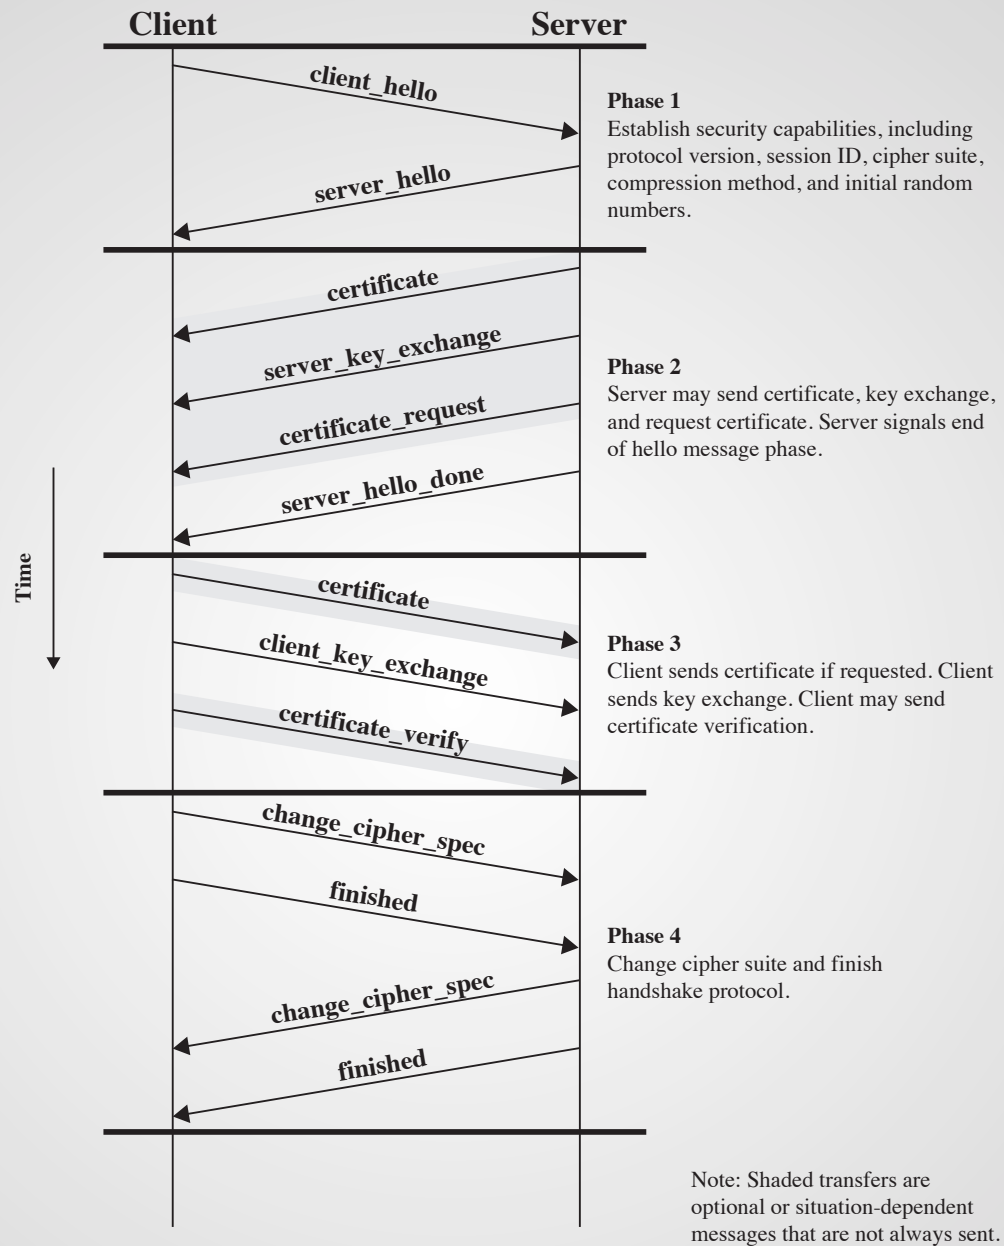 Client
Server
client_hello
server_hello
Phase 1
Establish security capabilities, including
protocol version, session ID, cipher suite,
compression method, and initial random
numbers.
certificate
server_key_exchange
certificate_request
server_hello_done
Phase 2
Server may send certificate, key exchange,
and request certificate. Server signals end
of hello message phase.
Time
certificate
client_key_exchange
certificate_verify
Phase 3
Client sends certificate if requested. Client
sends key exchange. Client may send
certificate verification.
change_cipher_spec
finished
change_cipher_spec
finished
Phase 4
Change cipher suite and finish
handshake protocol.
Note: Shaded transfers are
optional or situation-dependent
messages that are not always sent.